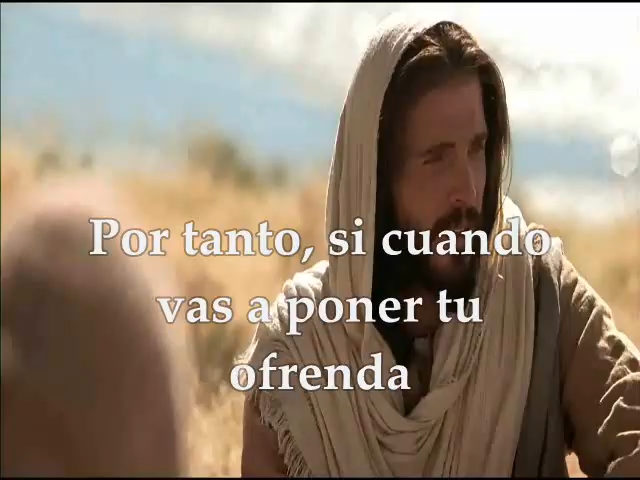 Por tanto, si cuando
vas a poner tu
ofrenda